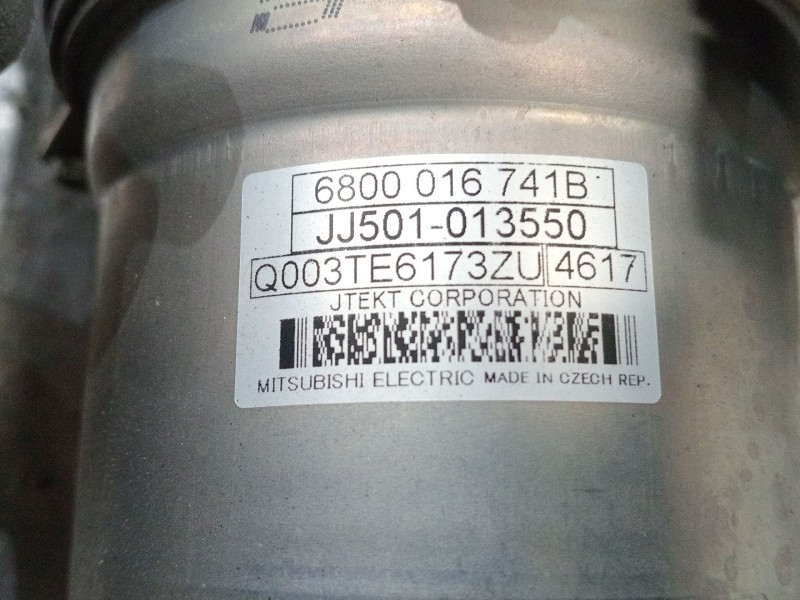 6800 016 741B
JJ501-013550
Q003TE6173ZU 4617
JTEKT CORPORATION
MITSUBISHI ELECTRIC MADE IN CZECH REP.